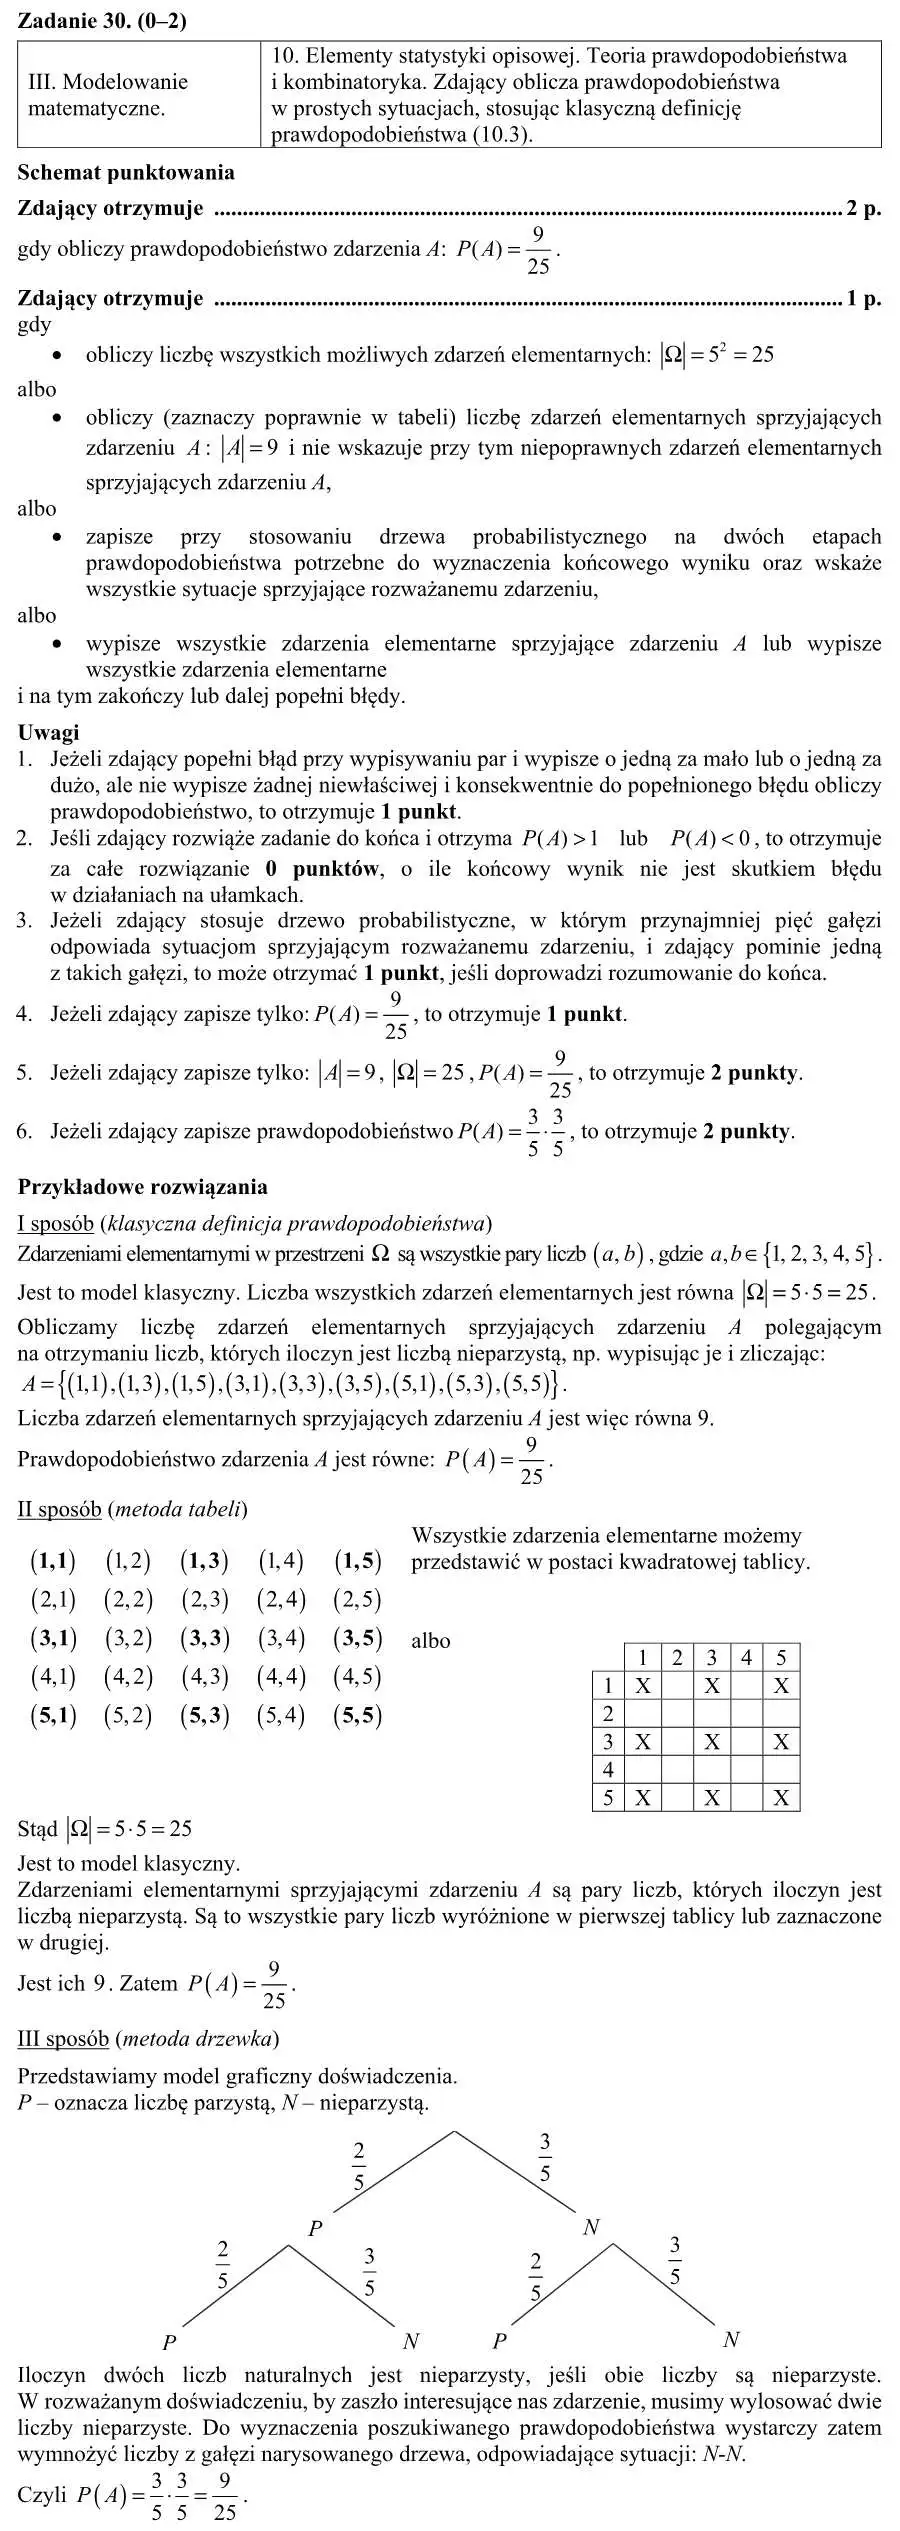 Zadanie 30. (0–2)
III. Modelowanie matematyczne.
10. Elementy statystyki opisowej. Teoria prawdopodobieństwa
i kombinatoryka. Zdający oblicza prawdopodobieństwa
w prostych sytuacjach, stosując klasyczną definicję
prawdopodobieństwa (10.3).
Schemat punktowania
Zdający otrzymuje .......................................................... 2 p.
gdy obliczy prawdopodobieństwo zdarzenia A: P(A) = 9/25 .
Zdający otrzymuje .......................................................... 1 p.
gdy
• obliczy liczbę wszystkich możliwych zdarzeń elementarnych: |Ω| = 5² = 25
albo
• obliczy (zaznaczy poprawnie w tabeli) liczbę zdarzeń elementarnych sprzyjających
zdarzeniu A : |A| = 9 i nie wskazuje przy tym niepoprawnych zdarzeń elementarnych
sprzyjających zdarzeniu A,
albo
• zapisze przy stosowaniu drzewa probabilistycznego na dwóch etapach
prawdopodobieństwa potrzebne do wyznaczenia końcowego wyniku oraz wskaże
wszystkie sytuacje sprzyjające rozważanemu zdarzeniu,
albo
• wypisze wszystkie zdarzenia elementarne sprzyjające zdarzeniu A lub wypisze
wszystkie zdarzenia elementarne
i na tym zakończy lub dalej popełni błędy.
Uwagi
1. Jeżeli zdający popełni błąd przy wypisywaniu par i wypisze o jedną za mało lub o jedną za
dużo, ale nie wypisze żadnej niewłaściwej i konsekwentnie do popełnionego błędu obliczy
prawdopodobieństwo, to otrzymuje 1 punkt.
2. Jeśli zdający rozwiąże zadanie do końca i otrzyma P(A) > 1 lub P(A) < 0 , to otrzymuje
za całe rozwiązanie 0 punktów, o ile końcowy wynik nie jest skutkiem błędu
w działaniach na ułamkach.
3. Jeżeli zdający stosuje drzewo probabilistyczne, w którym przynajmniej pięć gałęzi
odpowiada sytuacjom sprzyjającym rozważanemu zdarzeniu, i zdający pominie jedną
z takich gałęzi, to może otrzymać 1 punkt, jeśli doprowadzi rozumowanie do końca.
4. Jeżeli zdający zapisze tylko: P(A) = 9/25 , to otrzymuje 1 punkt.
5. Jeżeli zdający zapisze tylko: |A| = 9 , |Ω| = 25 , P(A) = 9/25 , to otrzymuje 2 punkty.
6. Jeżeli zdający zapisze prawdopodobieństwo P(A) = 3/5 · 3/5 , to otrzymuje 2 punkty.
Przykładowe rozwiązania
I sposób (klasyczna definicja prawdopodobieństwa)
Zdarzeniami elementarnymi w przestrzeni Ω są wszystkie pary liczb (a, b) , gdzie a,b ∈ {1, 2, 3, 4, 5} .
Jest to model klasyczny. Liczba wszystkich zdarzeń elementarnych jest równa |Ω| = 5·5 = 25 .
Obliczamy liczbę zdarzeń elementarnych sprzyjających zdarzeniu A polegającym
na otrzymaniu liczb, których iloczyn jest liczbą nieparzystą, np. wypisując je i zliczając:
A = {(1,1),(1,3),(1,5),(3,1),(3,3),(3,5),(5,1),(5,3),(5,5)} .
Liczba zdarzeń elementarnych sprzyjających zdarzeniu A jest więc równa 9.
Prawdopodobieństwo zdarzenia A jest równe: P(A) = 9/25 .
II sposób (metoda tabeli)
Wszystkie zdarzenia elementarne możemy
przedstawić w postaci kwadratowej tablicy.
(1,1) (1,2) (1,3) (1,4) (1,5)
(2,1) (2,2) (2,3) (2,4) (2,5)
(3,1) (3,2) (3,3) (3,4) (3,5)
(4,1) (4,2) (4,3) (4,4) (4,5)
(5,1) (5,2) (5,3) (5,4) (5,5)
albo
1 2 3 4 5
1 X X X
2
3 X X X
4
5 X X X
Stąd |Ω| = 5·5 = 25
Jest to model klasyczny.
Zdarzeniami elementarnymi sprzyjającymi zdarzeniu A są pary liczb, których iloczyn jest
liczbą nieparzystą. Są to wszystkie pary liczb wyróżnione w pierwszej tablicy lub zaznaczone
w drugiej.
Jest ich 9 . Zatem P(A) = 9/25 .
III sposób (metoda drzewka)
Przedstawiamy model graficzny doświadczenia.
P – oznacza liczbę parzystą, N – nieparzystą.
2/5 3/5
P N
2/5 3/5 2/5 3/5
P N P N
Iloczyn dwóch liczb naturalnych jest nieparzysty, jeśli obie liczby są nieparzyste.
W rozważanym doświadczeniu, by zaszło interesujące nas zdarzenie, musimy wylosować dwie
liczby nieparzyste. Do wyznaczenia poszukiwanego prawdopodobieństwa wystarczy zatem
wymnożyć liczby z gałęzi narysowanego drzewa, odpowiadające sytuacji: N-N.
Czyli P(A) = 3/5 · 3/5 = 9/25 .